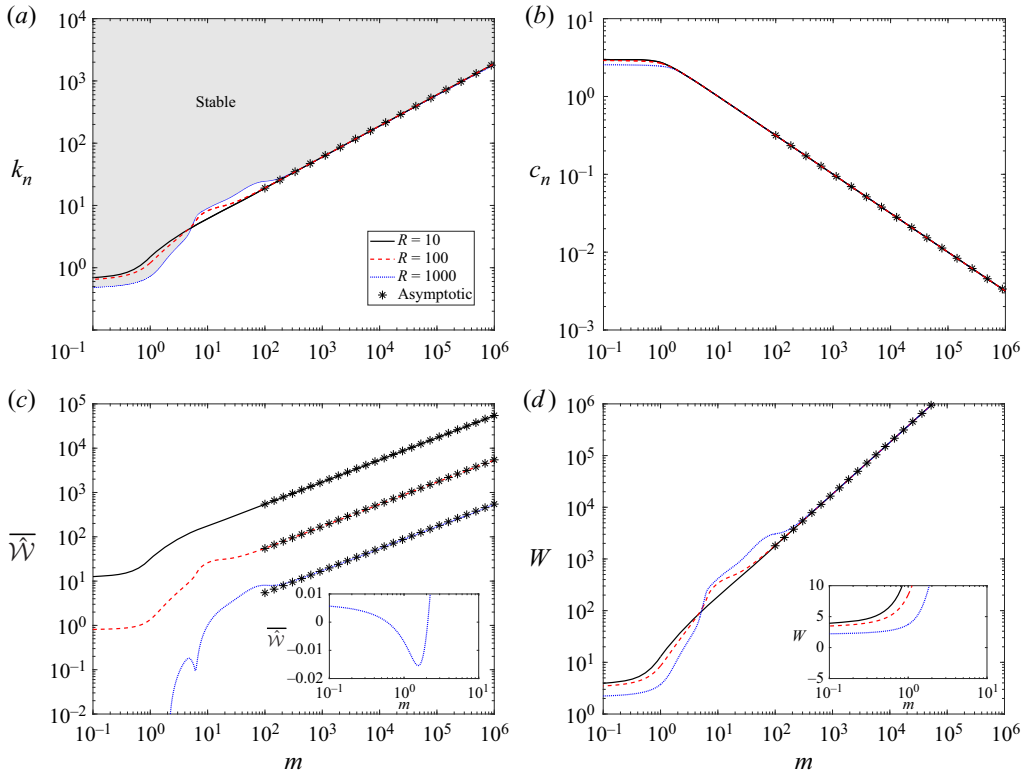 (a)
10^4
10^3
10^2
10^1
10^0
k_n
Stable
R = 10
R = 100
R = 1000
Asymptotic
10^{-1} 10^0 10^1 10^2 10^3 10^4 10^5 10^6
m
(b)
10^1
10^0
10^{-1}
10^{-2}
10^{-3}
c_n
10^{-1} 10^0 10^1 10^2 10^3 10^4 10^5 10^6
m
(c)
10^5
10^4
10^3
10^2
10^1
10^0
10^{-1}
10^{-2}
\overline{\hat{\mathcal{W}}}
0.01
0
−0.01
−0.02
\overline{\hat{\mathcal{W}}}
10^{-1} 10^0 10^1
m
10^{-1} 10^0 10^1 10^2 10^3 10^4 10^5 10^6
m
(d)
10^6
10^5
10^4
10^3
10^2
10^1
10^0
W
10
5
0
−5
W
10^{-1} 10^0 10^1
m
10^{-1} 10^0 10^1 10^2 10^3 10^4 10^5 10^6
m